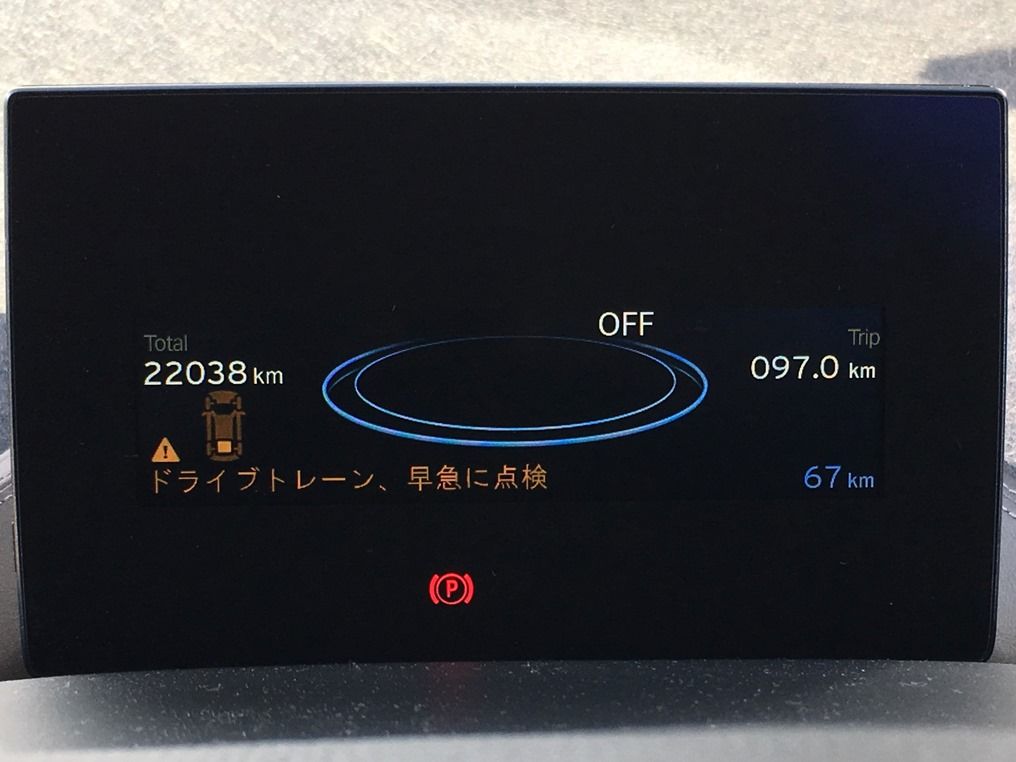 OFF
Total
22038 km
Trip
097.0 km
ドライブトレーン、早急に点検
67 km
P